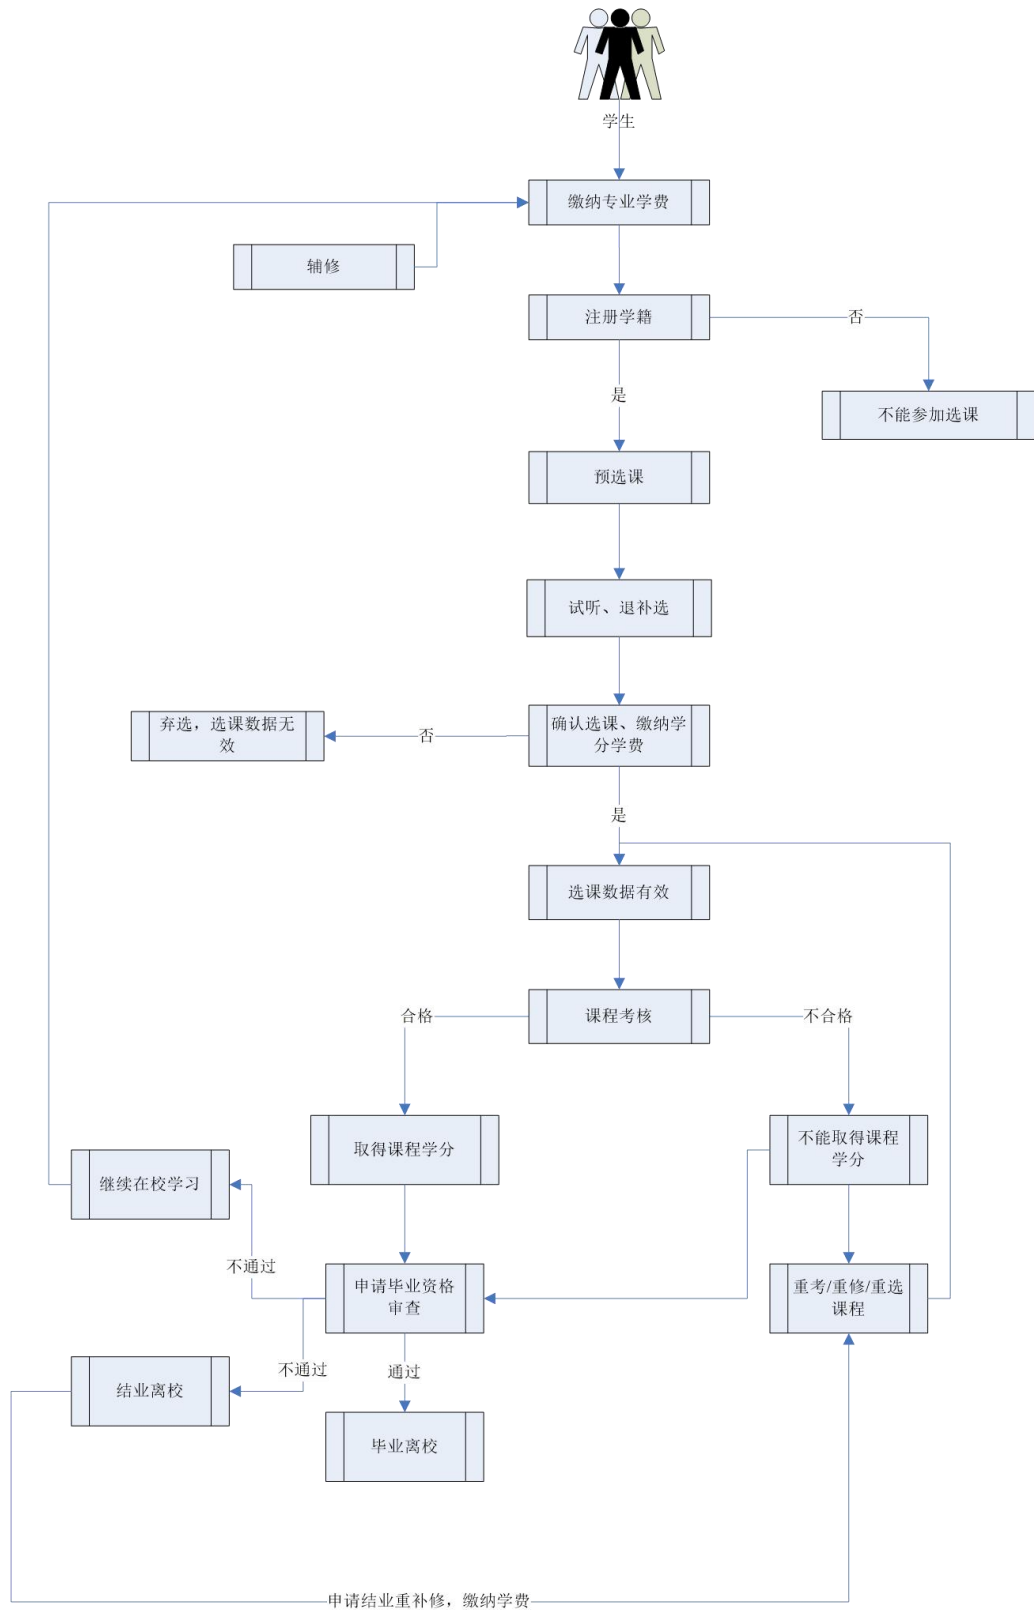 学生
缴纳专业学费
辅修
注册学籍
否
不能参加选课
是
预选课
试听、退补选
确认选课、缴纳学
分学费
否
弃选，选课数据无
效
是
选课数据有效
课程考核
合格
不合格
取得课程学分
不能取得课程
学分
继续在校学习
不通过
申请毕业资格
审查
重考/重修/重选
课程
不通过
通过
结业离校
毕业离校
申请结业重补修，缴纳学费